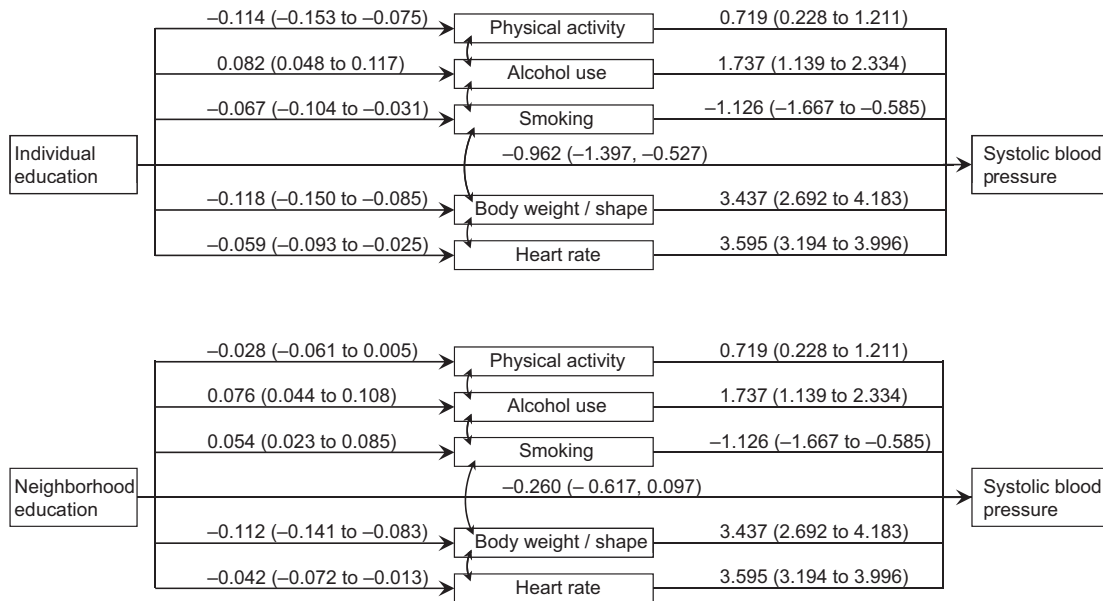 –0.114 (–0.153 to –0.075)
Physical activity
0.719 (0.228 to 1.211)
0.082 (0.048 to 0.117)
Alcohol use
1.737 (1.139 to 2.334)
–0.067 (–0.104 to –0.031)
Smoking
–1.126 (–1.667 to –0.585)
Individual
education
–0.962 (–1.397, –0.527)
Systolic blood
pressure
–0.118 (–0.150 to –0.085)
Body weight / shape
3.437 (2.692 to 4.183)
–0.059 (–0.093 to –0.025)
Heart rate
3.595 (3.194 to 3.996)
–0.028 (–0.061 to 0.005)
Physical activity
0.719 (0.228 to 1.211)
0.076 (0.044 to 0.108)
Alcohol use
1.737 (1.139 to 2.334)
0.054 (0.023 to 0.085)
Smoking
–1.126 (–1.667 to –0.585)
Neighborhood
education
–0.260 (– 0.617, 0.097)
Systolic blood
pressure
–0.112 (–0.141 to –0.083)
Body weight / shape
3.437 (2.692 to 4.183)
–0.042 (–0.072 to –0.013)
Heart rate
3.595 (3.194 to 3.996)